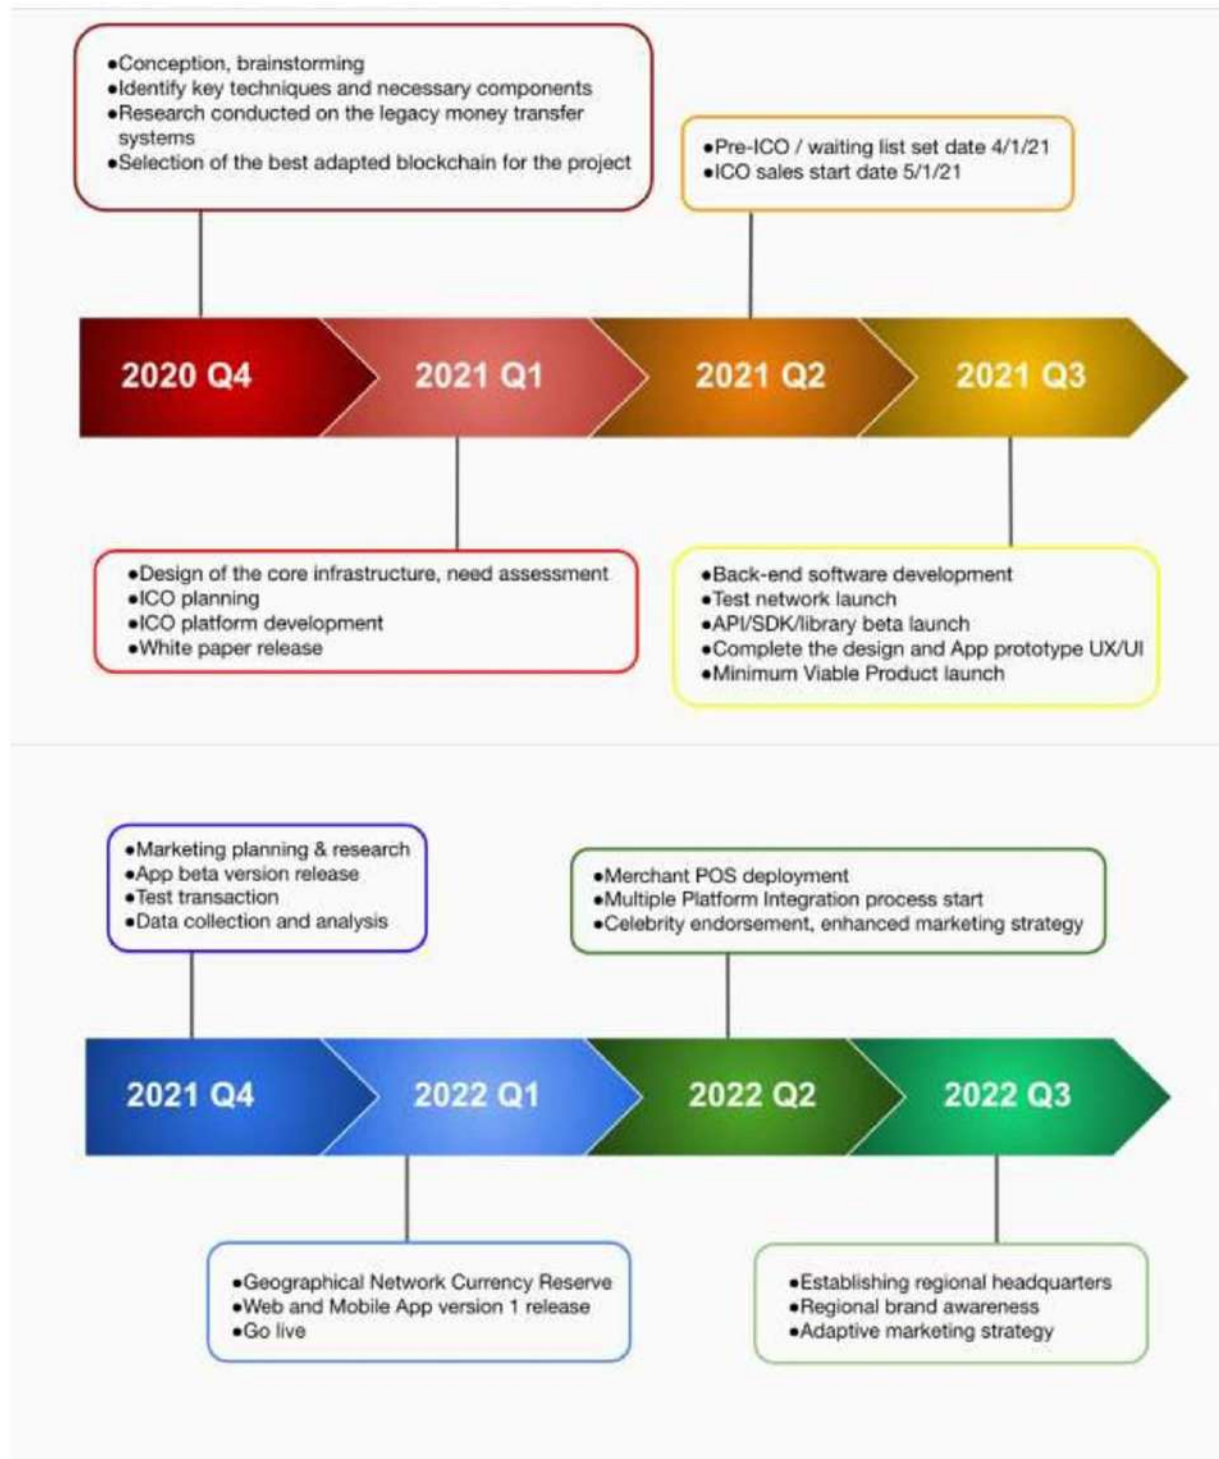 ●Conception, brainstorming
●Identify key techniques and necessary components
●Research conducted on the legacy money transfer
systems
●Selection of the best adapted blockchain for the project
●Pre-ICO / waiting list set date 4/1/21
●ICO sales start date 5/1/21
2020 Q4
2021 Q1
2021 Q2
2021 Q3
●Design of the core infrastructure, need assessment
●ICO planning
●ICO platform development
●White paper release
●Back-end software development
●Test network launch
●API/SDK/library beta launch
●Complete the design and App prototype UX/UI
●Minimum Viable Product launch
●Marketing planning & research
●App beta version release
●Test transaction
●Data collection and analysis
●Merchant POS deployment
●Multiple Platform Integration process start
●Celebrity endorsement, enhanced marketing strategy
2021 Q4
2022 Q1
2022 Q2
2022 Q3
●Geographical Network Currency Reserve
●Web and Mobile App version 1 release
●Go live
●Establishing regional headquarters
●Regional brand awareness
●Adaptive marketing strategy